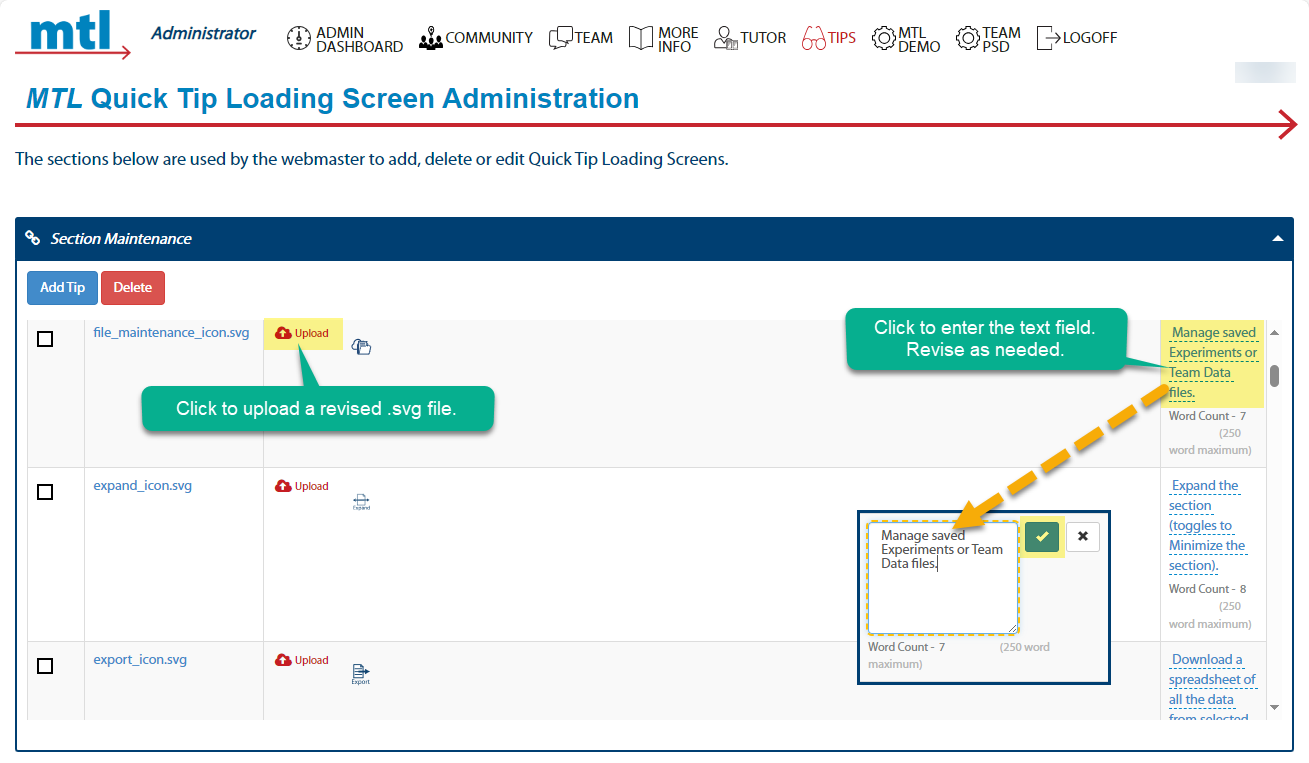 mtl
Administrator
ADMIN
DASHBOARD
COMMUNITY
TEAM
MORE
INFO
TUTOR
TIPS
MTL
DEMO
TEAM
PSD
LOGOFF
MTL Quick Tip Loading Screen Administration
The sections below are used by the webmaster to add, delete or edit Quick Tip Loading Screens.
Section Maintenance
Add Tip
Delete
file_maintenance_icon.svg
Upload
Click to upload a revised .svg file.
Click to enter the text field.
Revise as needed.
Manage saved
Experiments or
Team Data
files.
Word Count - 7
(250
word maximum)
expand_icon.svg
Upload
Expand
Expand the
section
(toggles to
Minimize the
section).
Word Count - 8
(250
word maximum)
Manage saved
Experiments or Team
Data files.
Word Count - 7 (250 word
maximum)
export_icon.svg
Upload
Export
Download a
spreadsheet of
all the data
from selected